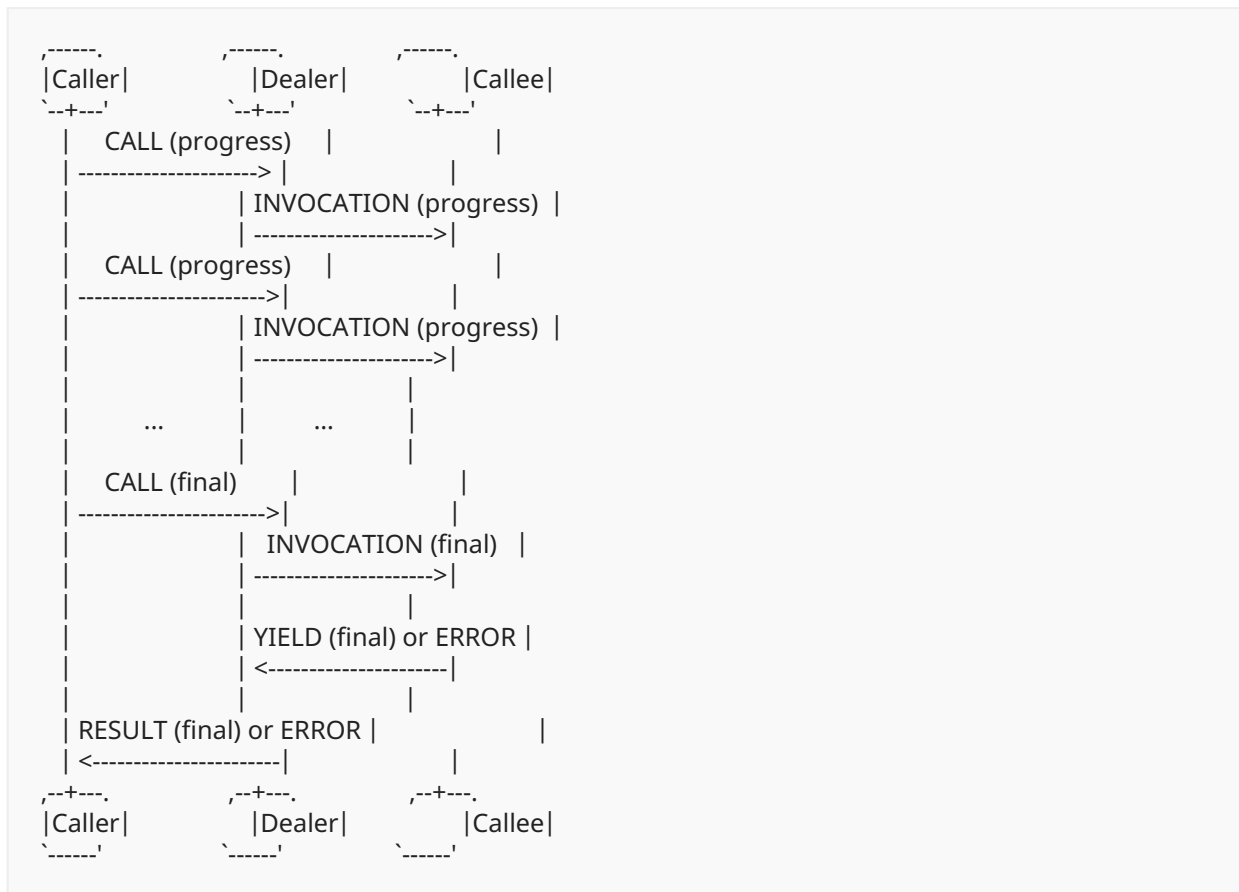 ,------.          ,------.          ,------.
|Caller|          |Dealer|          |Callee|
`--+---'          `--+---'          `--+---'
| CALL (progress) | |
| ----------------------> | |
| | INVOCATION (progress) |
| | ---------------------->|
| CALL (progress) | |
| ----------------------->| |
| | INVOCATION (progress) |
| | ---------------------->|
| | |
| ... | ... |
| | |
| CALL (final) | |
| ----------------------->| |
| | INVOCATION (final) |
| | ---------------------->|
| | |
| | YIELD (final) or ERROR |
| | <----------------------|
| | |
| RESULT (final) or ERROR | |
| <-----------------------| |
,--+---.          ,--+---.          ,--+---.
|Caller|          |Dealer|          |Callee|
`------'          `------'          `------'